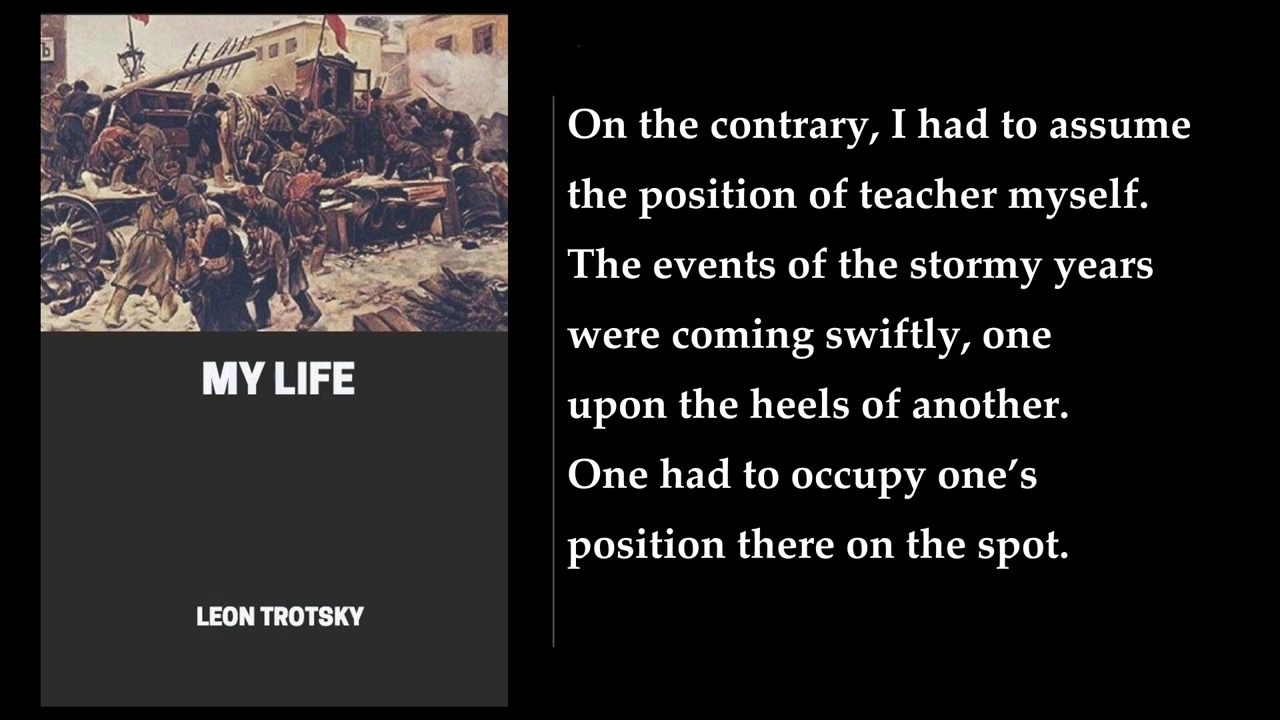 MY LIFE
LEON TROTSKY
On the contrary, I had to assume
the position of teacher myself.
The events of the stormy years
were coming swiftly, one
upon the heels of another.
One had to occupy one’s
position there on the spot.